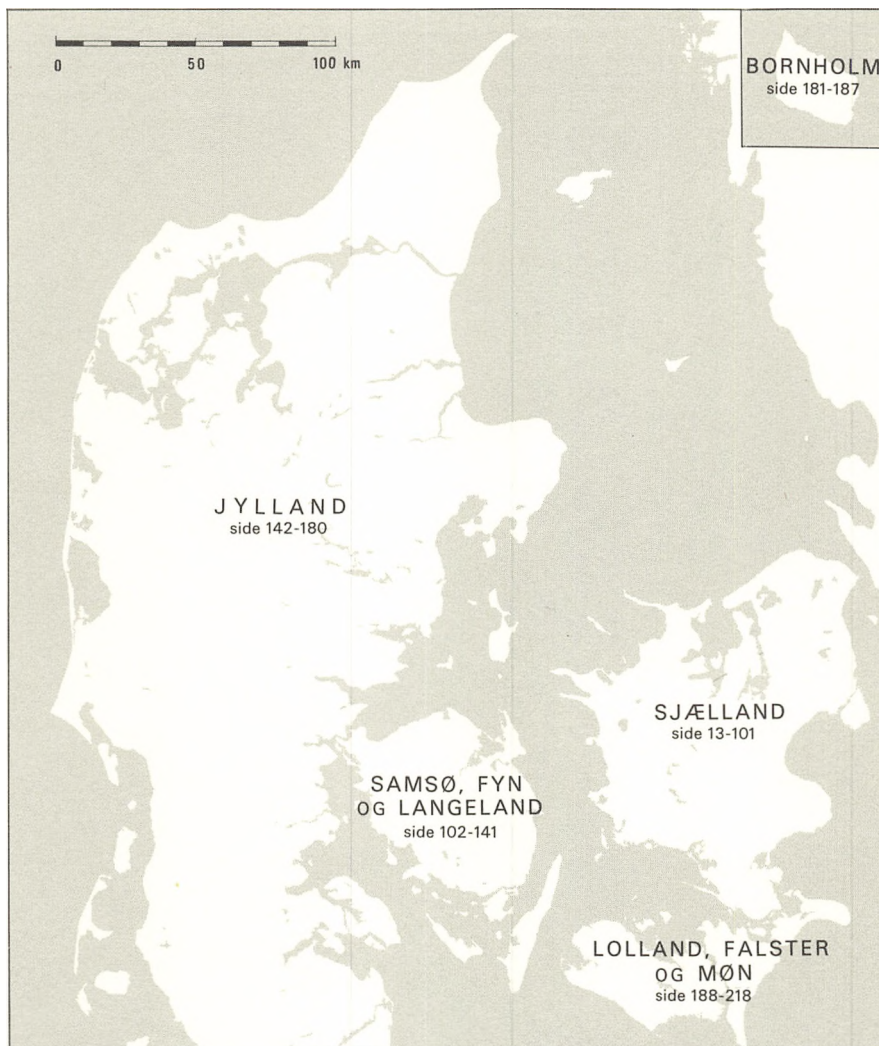 0 50 100 km
BORNHOLM
side 181-187
JYLLAND
side 142-180
SJÆLLAND
side 13-101
SAMSØ, FYN
OG LANGELAND
side 102-141
LOLLAND, FALSTER
OG MØN
side 188-218